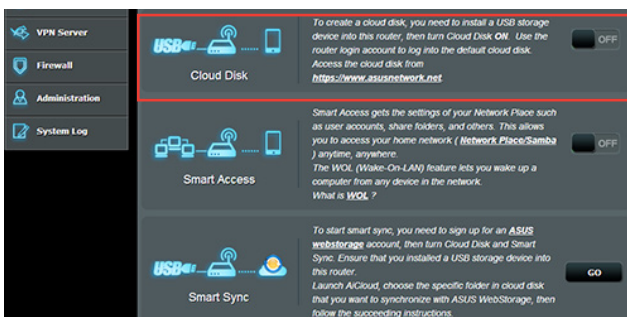 VPN Server
Firewall
Administration
System Log
USB
Cloud Disk
To create a cloud disk, you need to install a USB storage
device into this router, then turn Cloud Disk ON. Use the
router login account to log into the default cloud disk.
Access the cloud disk from
https://www.asusnetwork.net.
OFF
Smart Access
Smart Access gets the settings of your Network Place such
as user accounts, share folders, and others. This allows
you to access your home network ( Network Place/Samba
) anytime, anywhere.
The WOL (Wake-On-LAN) feature lets you wake up a
computer from any device in the network.
What is WOL ?
OFF
USB
Smart Sync
To start smart sync, you need to sign up for an ASUS
webstorage account, then turn Cloud Disk and Smart
Sync. Ensure that you installed a USB storage device into
this router.
Launch AiCloud, choose the specific folder in cloud disk
that you want to synchronize with ASUS WebStorage, then
follow the succeeding instructions.
GO